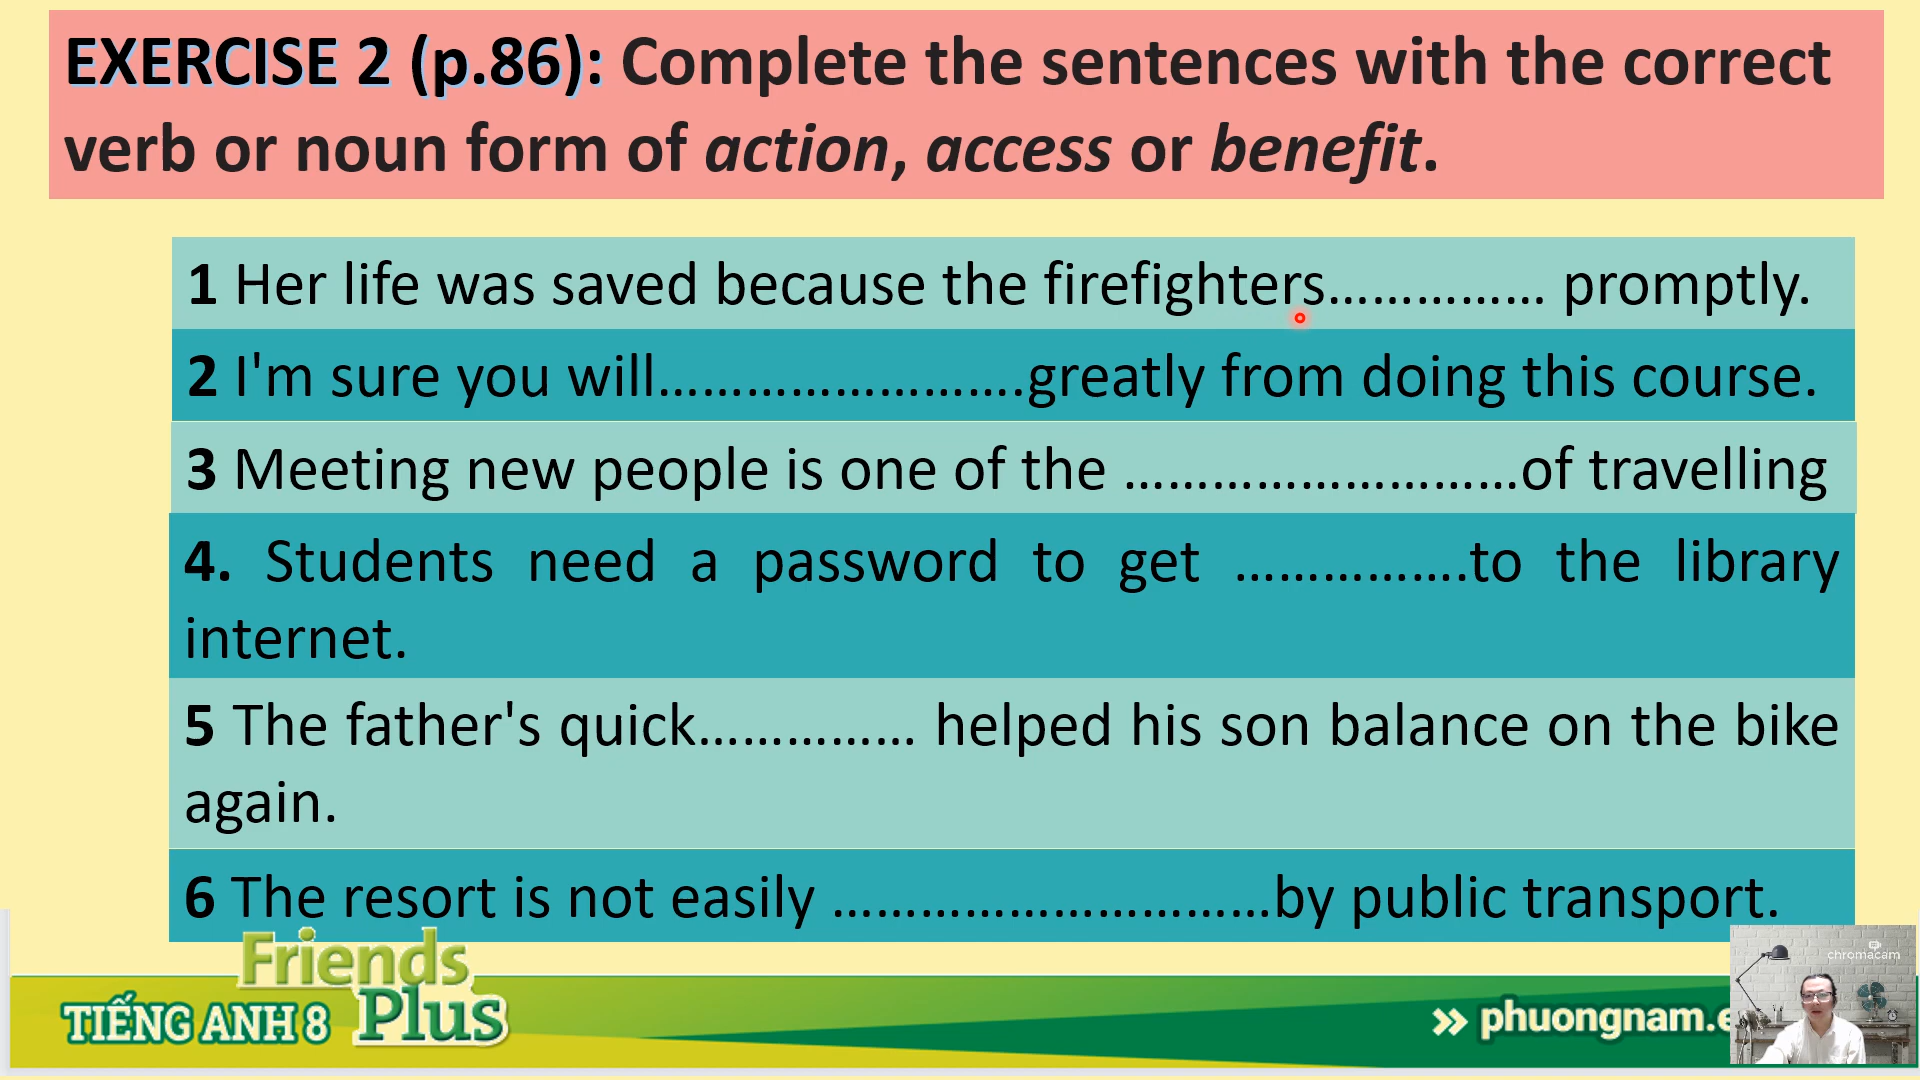 EXERCISE 2 (p.86): Complete the sentences with the correct
verb or noun form of action, access or benefit.
1 Her life was saved because the firefighters…………… promptly.
2 I'm sure you will…………………….greatly from doing this course.
3 Meeting new people is one of the ………………………of travelling
4. Students need a password to get …………….to the library
internet.
5 The father's quick…………… helped his son balance on the bike
again.
6 The resort is not easily …………………………by public transport.
Friends
TIẾNG ANH 8 Plus
phuongnam.e
chromacam